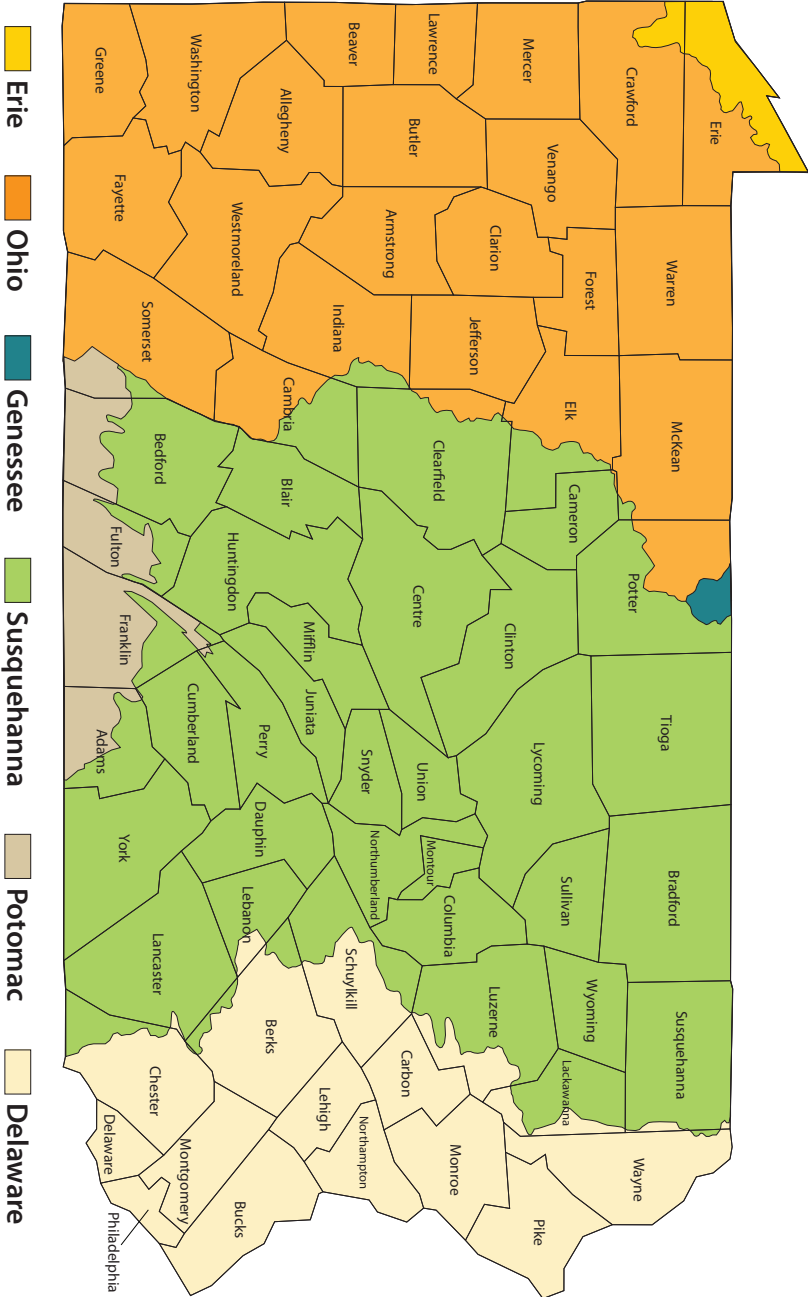 Erie
Crawford
Mercer
Lawrence
Beaver
Washington
Greene
Erie
Warren
McKean
Potter
Tioga
Bradford
Susquehanna
Wayne
Venango
Forest
Elk
Cameron
Clinton
Lycoming
Sullivan
Wyoming
Lackawanna
Pike
Butler
Clarion
Jefferson
Clearfield
Centre
Union
Montour
Columbia
Luzerne
Monroe
Allegheny
Armstrong
Indiana
Cambria
Blair
Huntingdon
Mifflin
Juniata
Snyder
Northumberland
Schuylkill
Carbon
Northampton
Lehigh
Westmoreland
Perry
Dauphin
Lebanon
Berks
Bucks
Montgomery
Fayette
Somerset
Bedford
Fulton
Franklin
Cumberland
Adams
York
Lancaster
Chester
Delaware
Philadelphia
Ohio
Genessee
Susquehanna
Potomac
Delaware